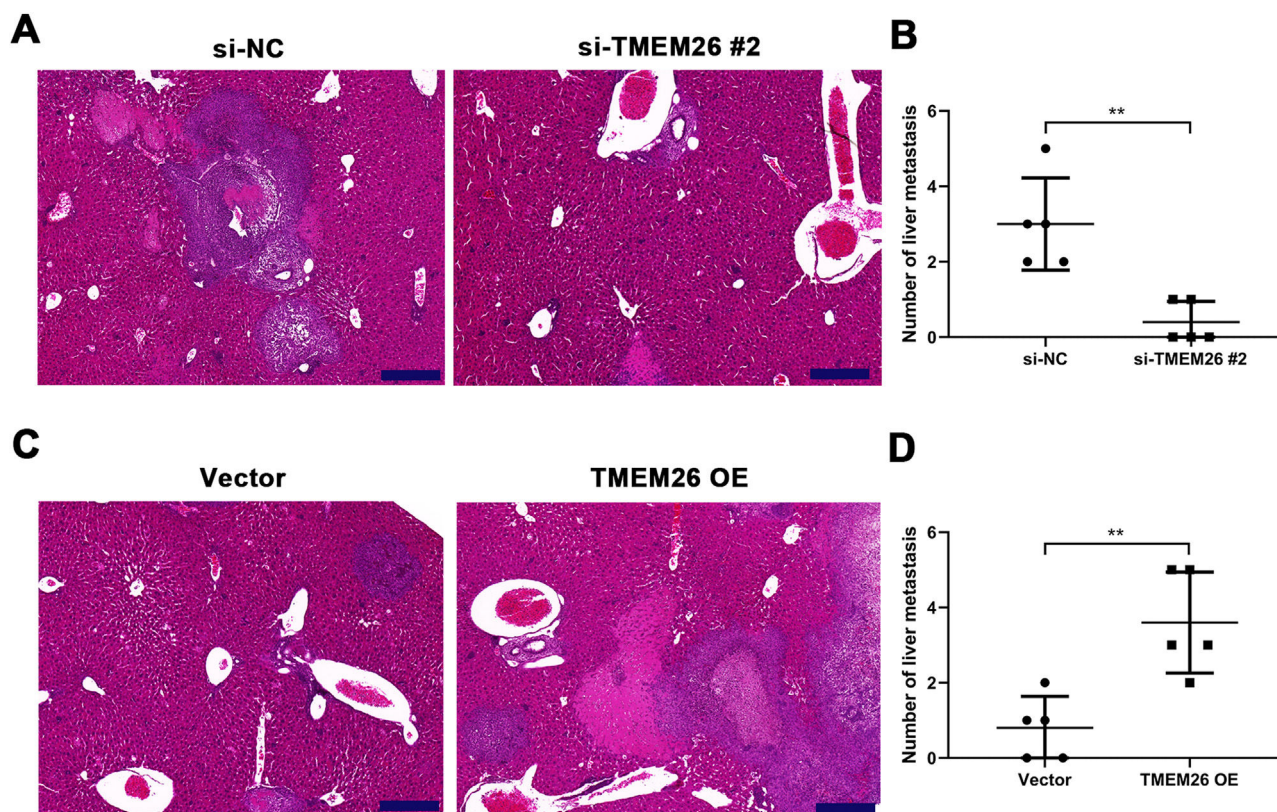 A
si-NC
si-TMEM26 #2
B
Number of liver metastasis
6
4
2
0
**
si-NC
si-TMEM26 #2
C
Vector
TMEM26 OE
D
Number of liver metastasis
6
4
2
0
**
Vector
TMEM26 OE